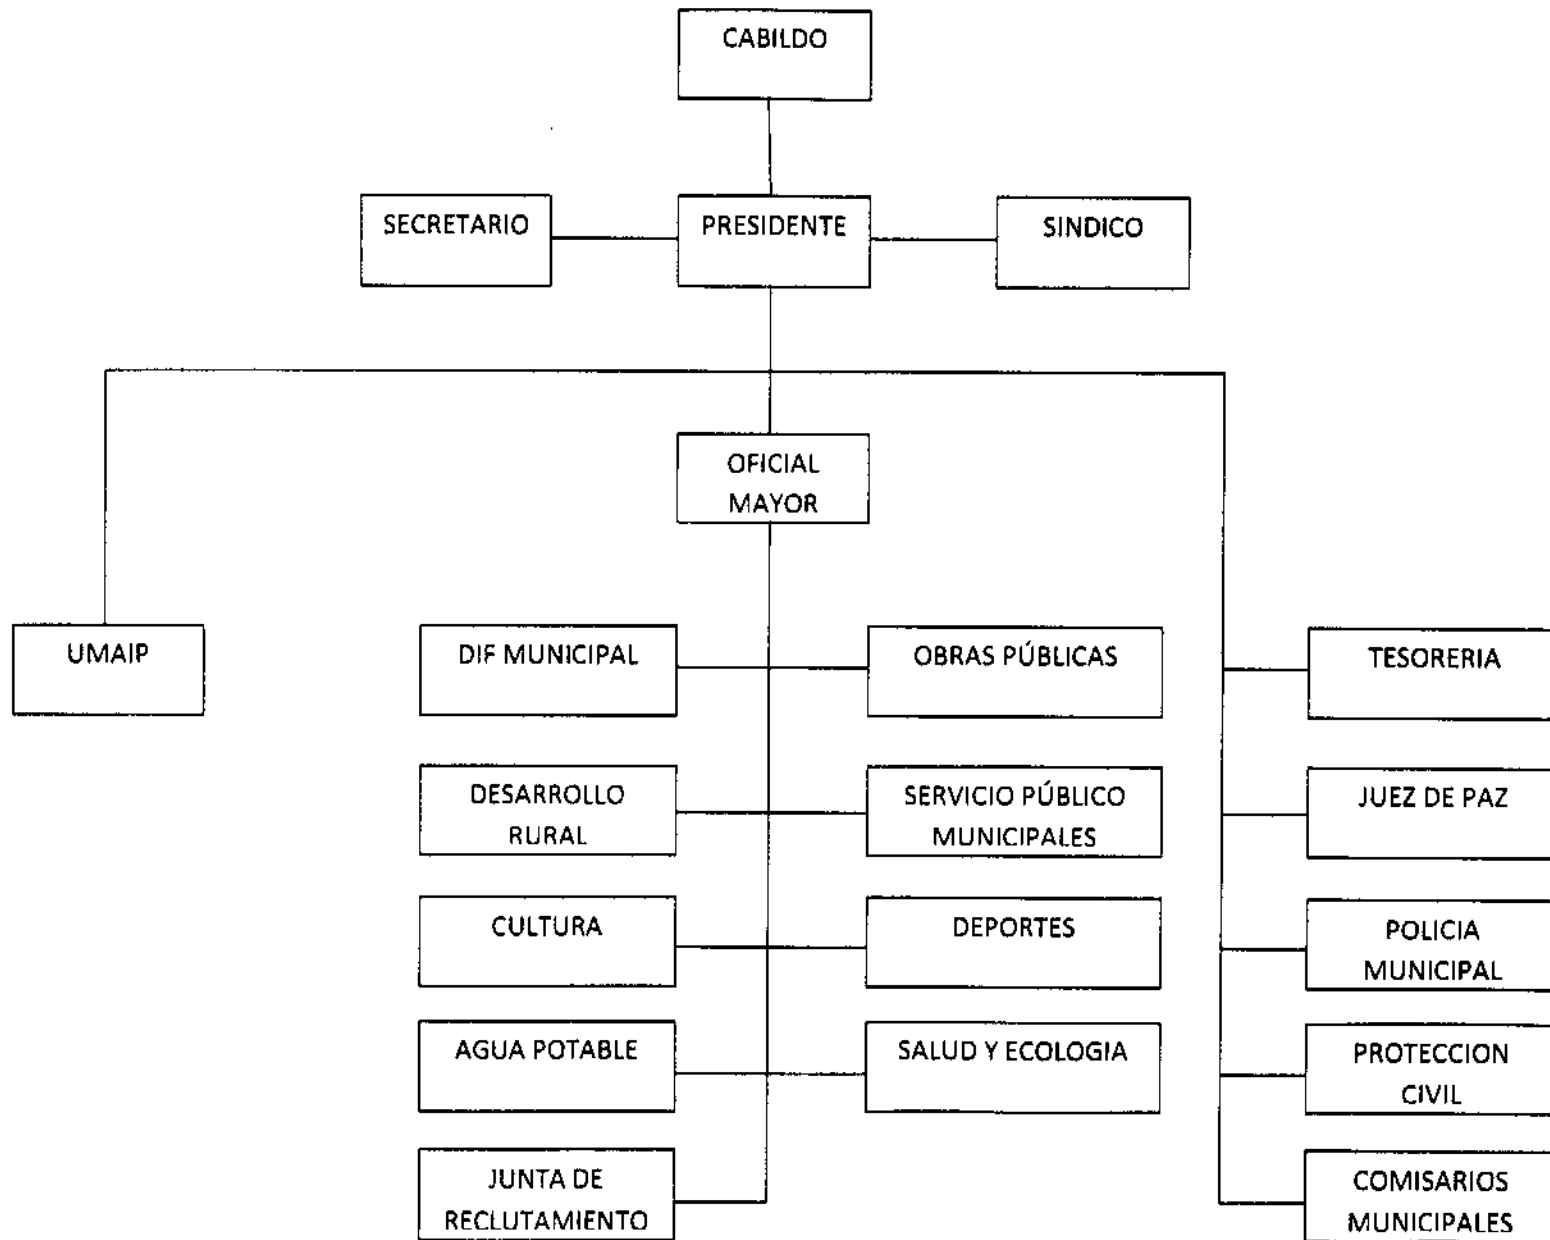 CABILDO
SECRETARIO
PRESIDENTE
SINDICO
OFICIAL
MAYOR
UMAIP
DIF MUNICIPAL
OBRAS PÚBLICAS
TESORERIA
DESARROLLO
RURAL
SERVICIO PÚBLICO
MUNICIPALES
JUEZ DE PAZ
CULTURA
DEPORTES
POLICIA
MUNICIPAL
AGUA POTABLE
SALUD Y ECOLOGIA
PROTECCION
CIVIL
JUNTA DE
RECLUTAMIENTO
COMISARIOS
MUNICIPALES